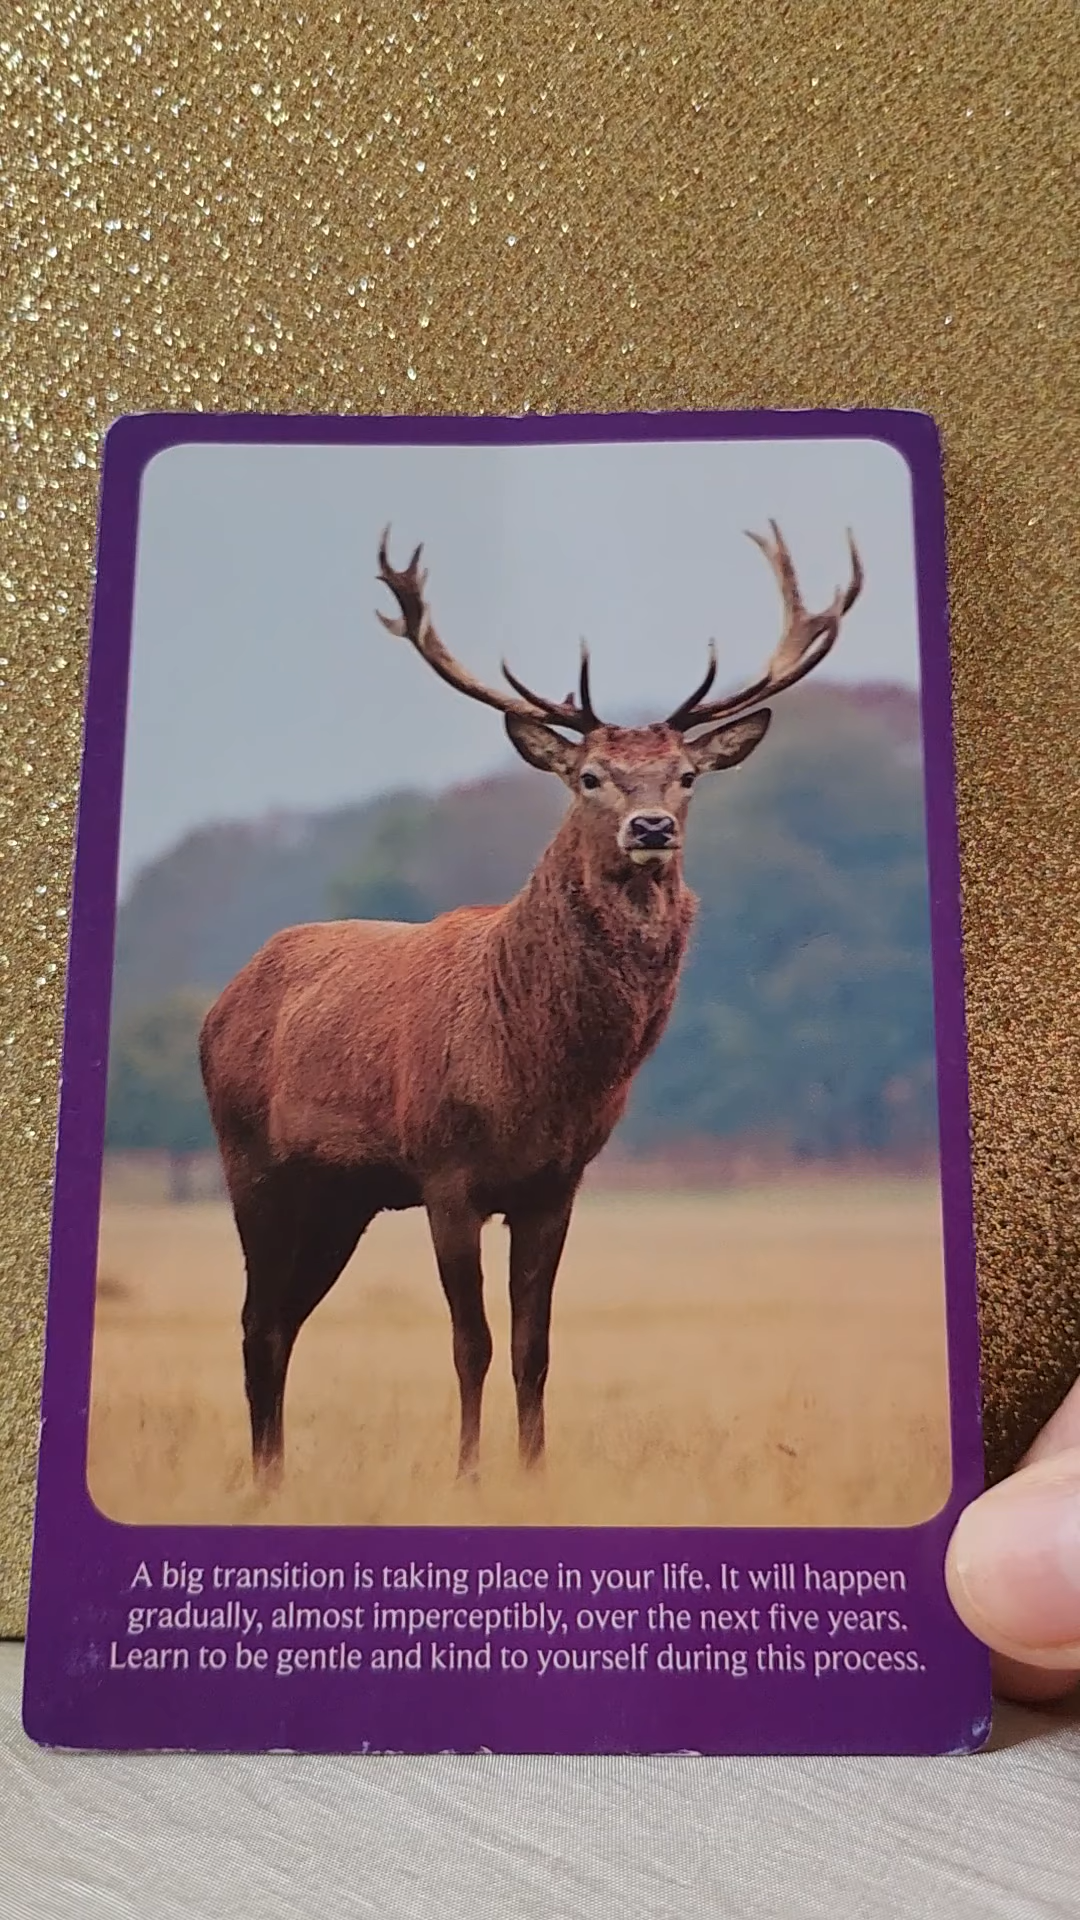 A big transition is taking place in your life. It will happen
gradually, almost imperceptibly, over the next five years.
Learn to be gentle and kind to yourself during this process.